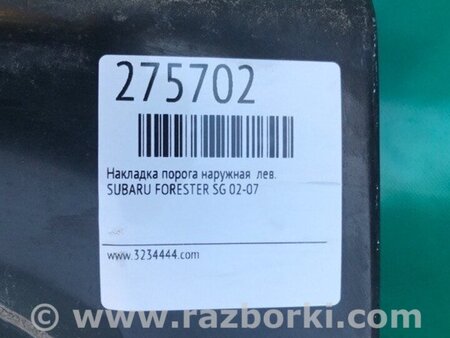 275702
Накладка порога наружная лев.
SUBARU FORESTER SG 02-07
www.3234444.com
© www.razborki.com